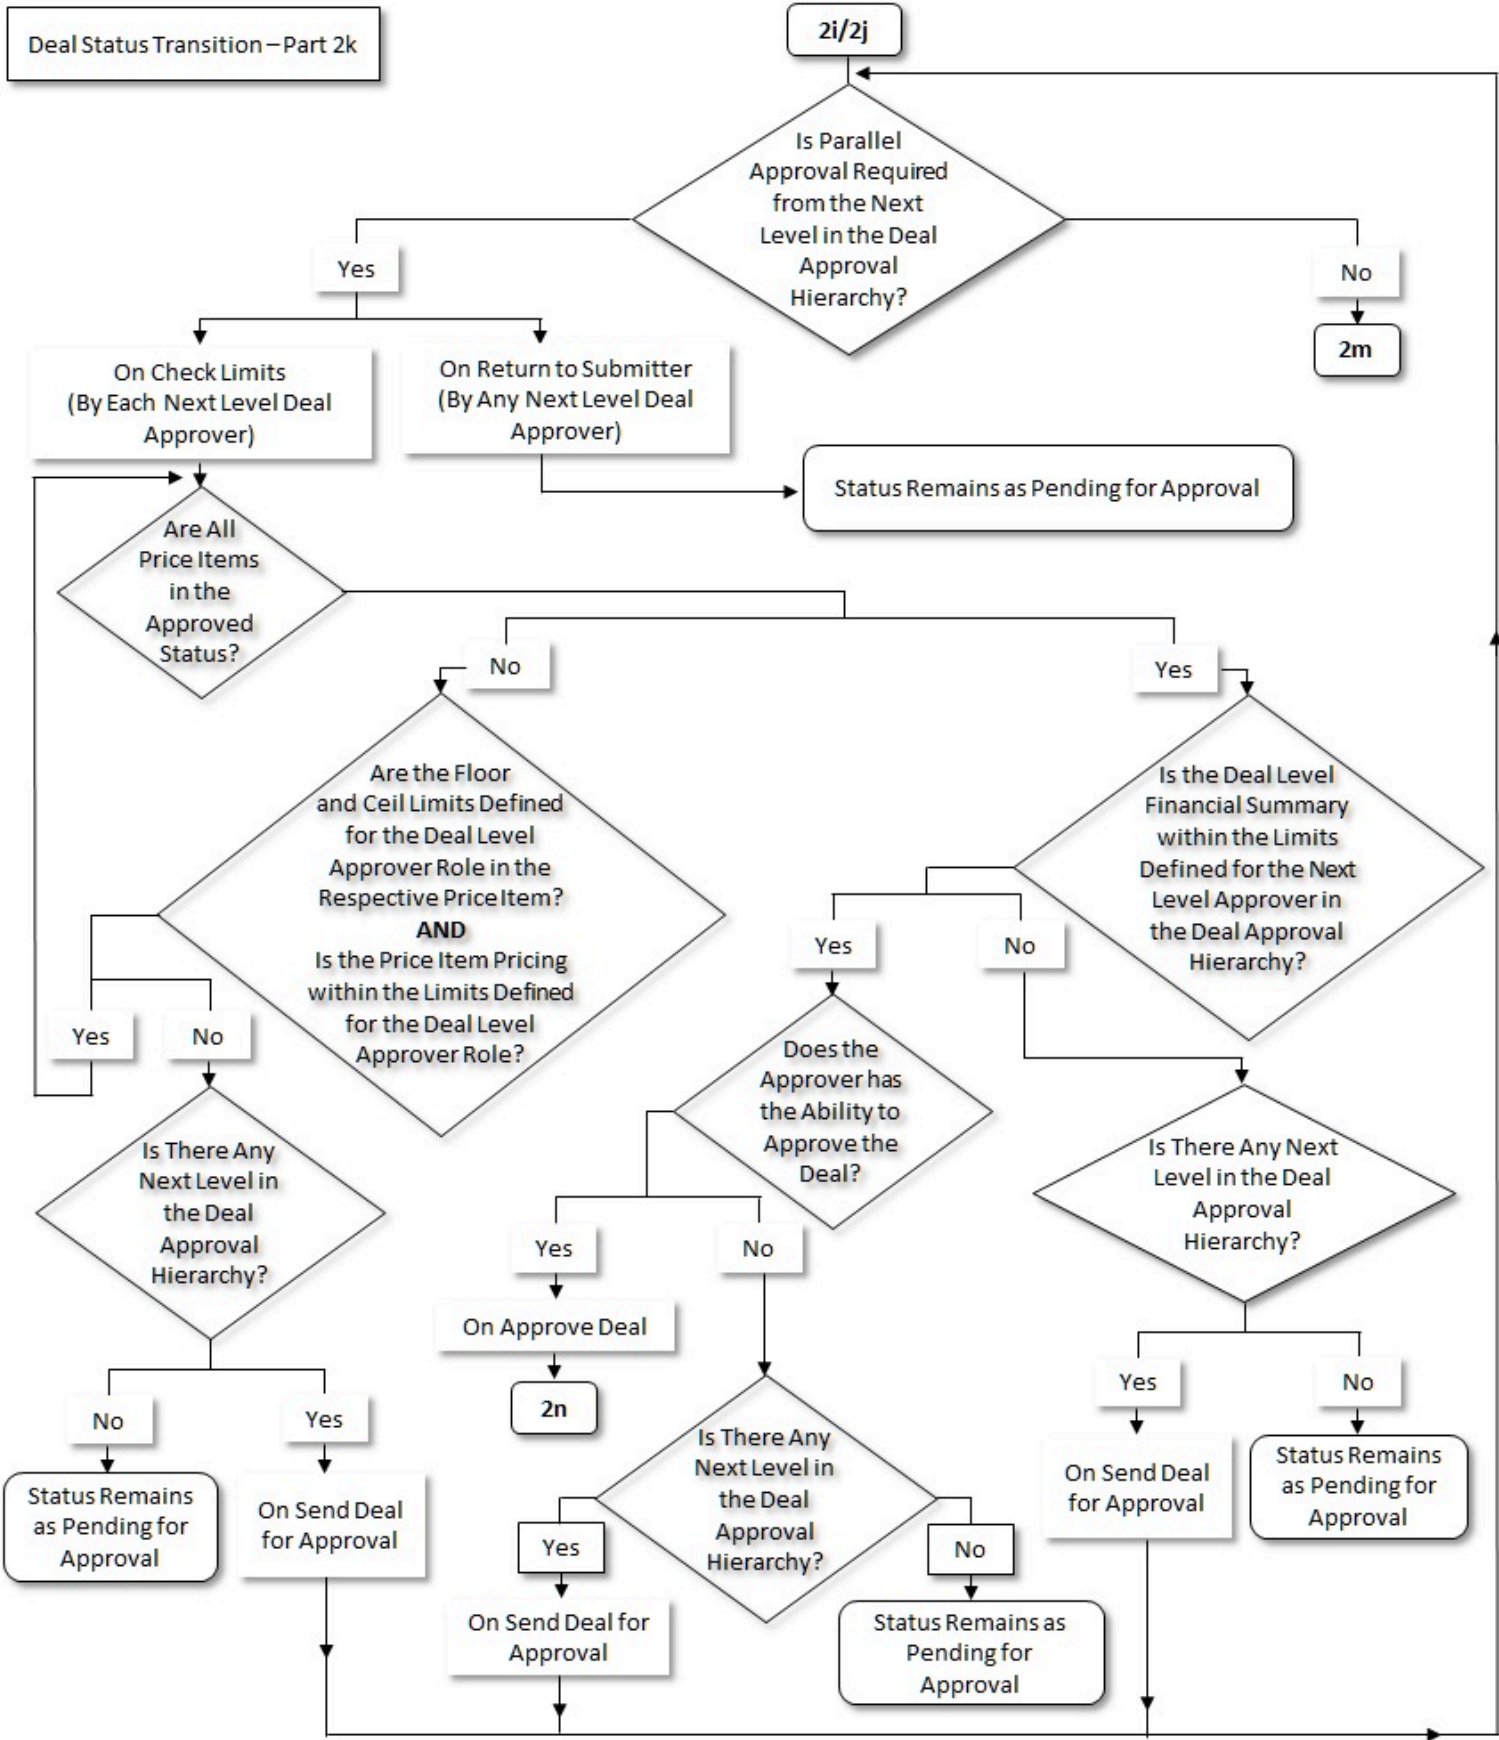 Deal Status Transition – Part 2k
2i/2j
Is Parallel
Approval Required
from the Next
Level in the Deal
Approval
Hierarchy?
Yes
No
2m
On Check Limits
(By Each Next Level Deal
Approver)
On Return to Submitter
(By Any Next Level Deal
Approver)
Status Remains as Pending for Approval
Are All
Price Items
in the
Approved
Status?
No
Yes
Are the Floor
and Ceil Limits Defined
for the Deal Level
Approver Role in the
Respective Price Item?
AND
Is the Price Item Pricing
within the Limits Defined
for the Deal Level
Approver Role?
Is the Deal Level
Financial Summary
within the Limits
Defined for the Next
Level Approver in
the Deal Approval
Hierarchy?
Yes
No
Yes
No
Does the
Approver has
the Ability to
Approve the
Deal?
Is There Any
Next Level in
the Deal
Approval
Hierarchy?
Is There Any Next
Level in the Deal
Approval
Hierarchy?
Yes
No
On Approve Deal
2n
No
Yes
Yes
No
Status Remains
as Pending for
Approval
On Send Deal
for Approval
Is There Any
Next Level in
the Deal
Approval
Hierarchy?
On Send Deal
for Approval
Status Remains
as Pending for
Approval
Yes
No
On Send Deal for
Approval
Status Remains as
Pending for
Approval